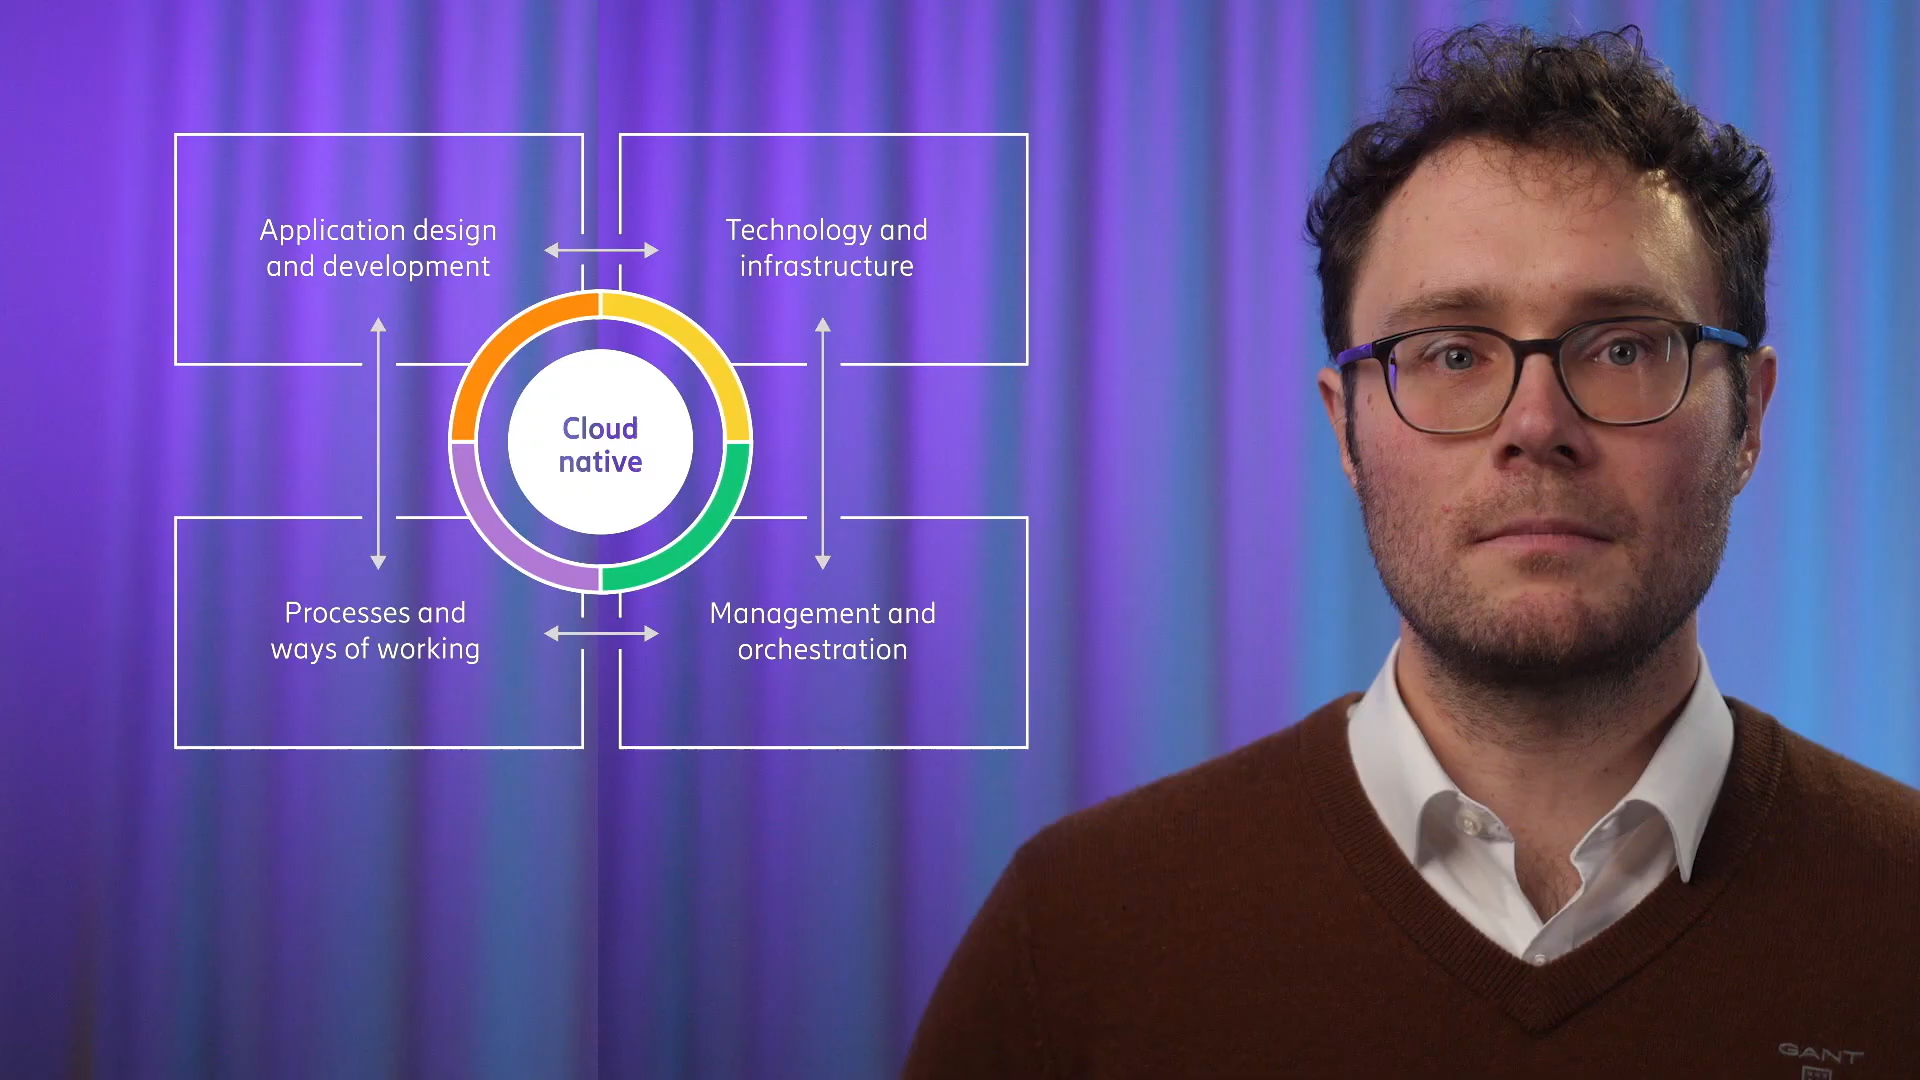 Application design
and development
Technology and
infrastructure
Cloud
native
Processes and
ways of working
Management and
orchestration
GANT